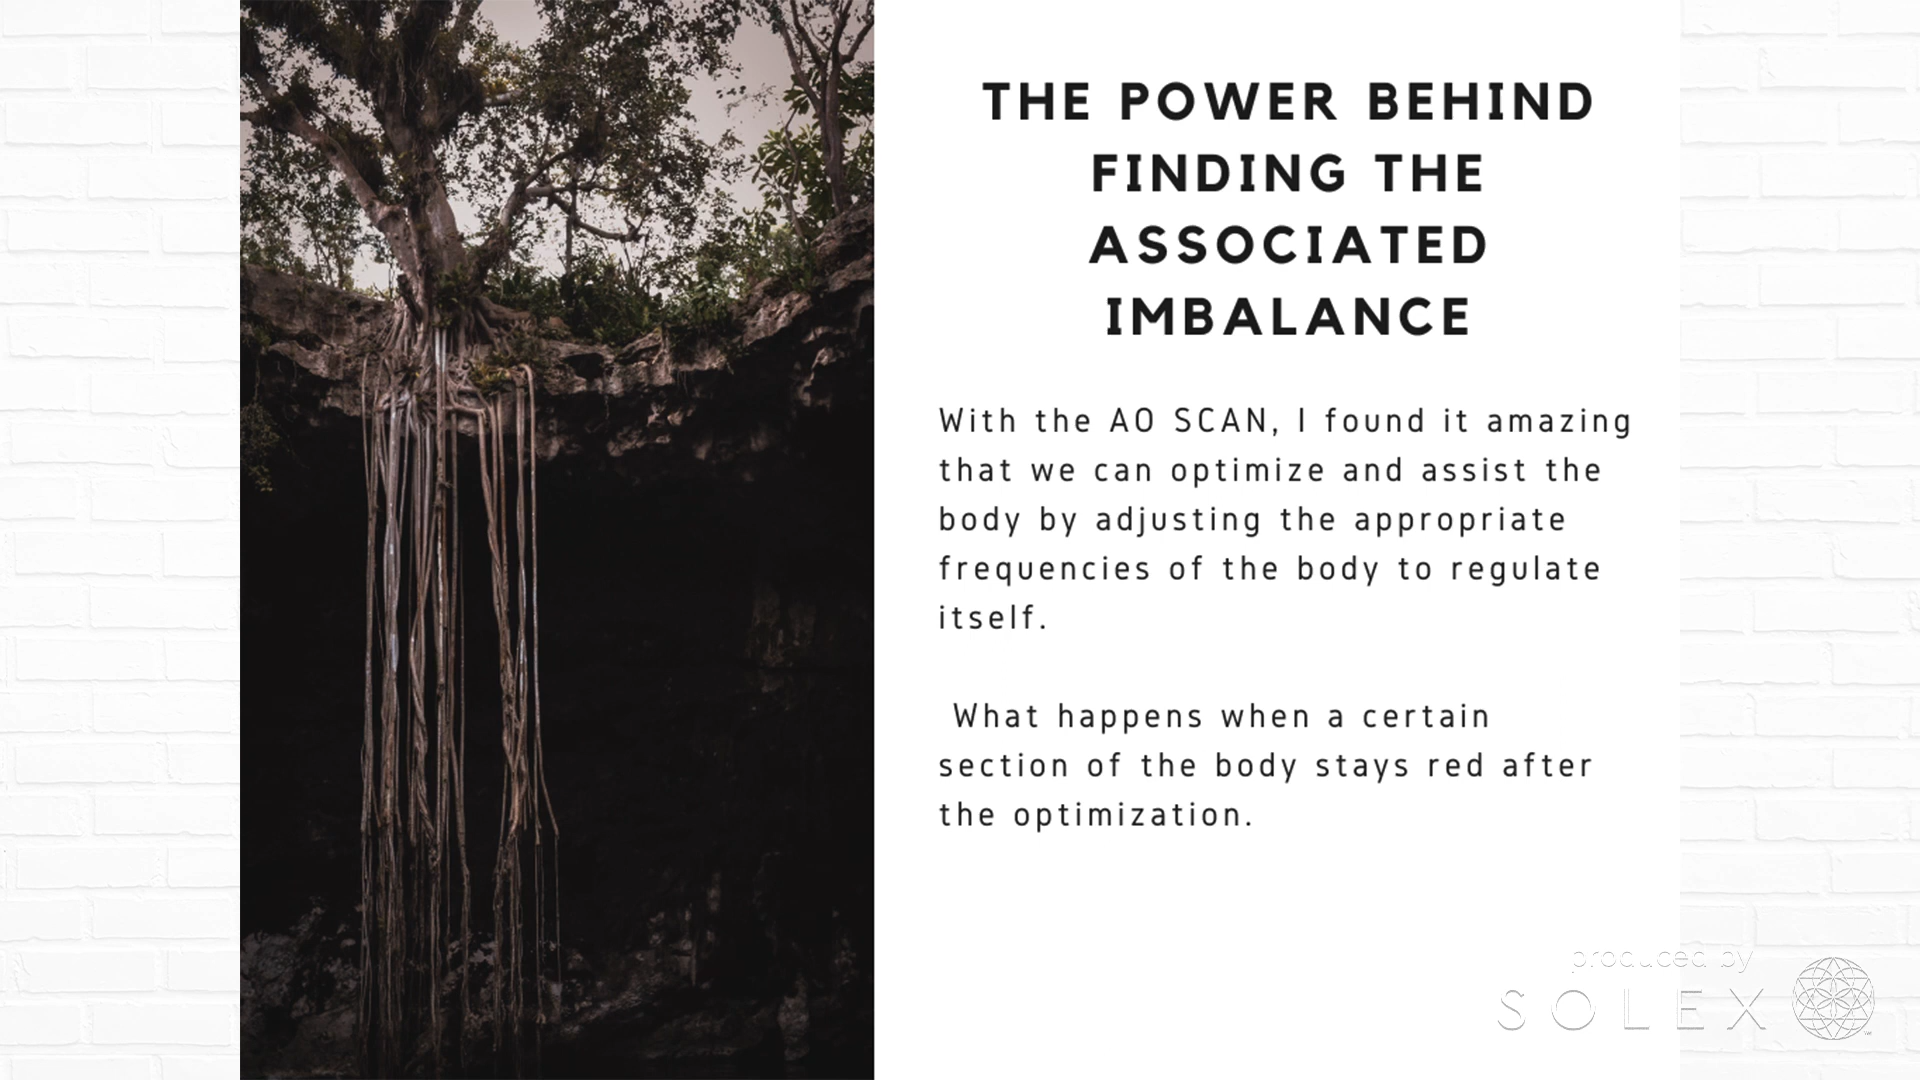 THE POWER BEHIND
FINDING THE
ASSOCIATED
IMBALANCE
With the AO SCAN, I found it amazing
that we can optimize and assist the
body by adjusting the appropriate
frequencies of the body to regulate
itself.
What happens when a certain
section of the body stays red after
the optimization.
produced by
SOLEX